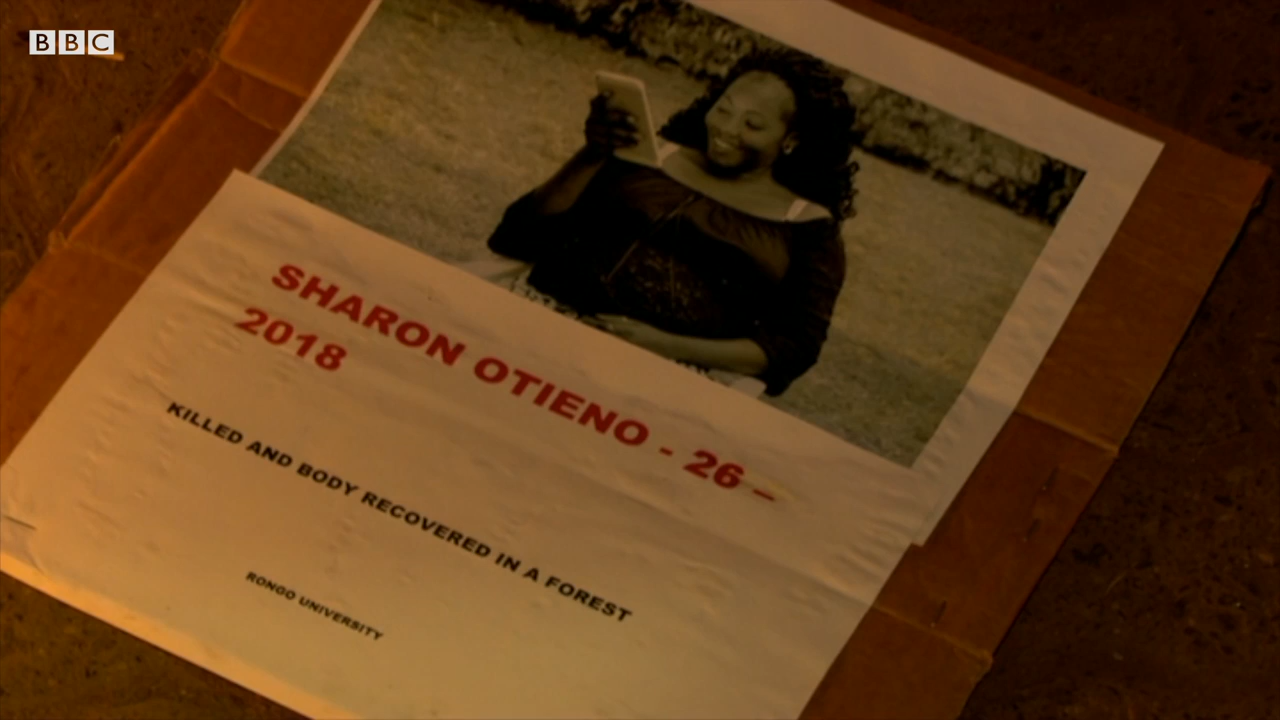 BBC
SHARON OTIENO - 26 –
2018
KILLED AND BODY RECOVERED IN A FOREST
RONGO UNIVERSITY